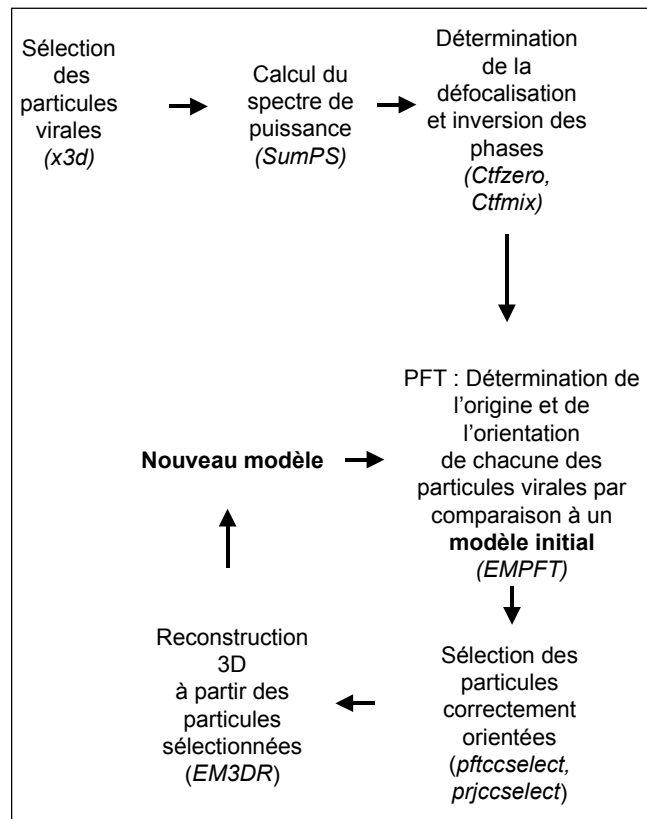 Sélection
des
particules
virales
(x3d)
Calcul du
spectre de
puissance
(SumPS)
Détermination
de la
défocalisation
et inversion des
phases
(Ctfzero,
Ctfmix)
PFT : Détermination de
l'origine et de
l'orientation
de chacune des
particules virales par
comparaison à un
modèle initial
(EMPFT)
Nouveau modèle
Sélection des
particules
correctement
orientées
(pftccselect,
prjccselect)
Reconstruction
3D
à partir des
particules
sélectionnées
(EM3DR)